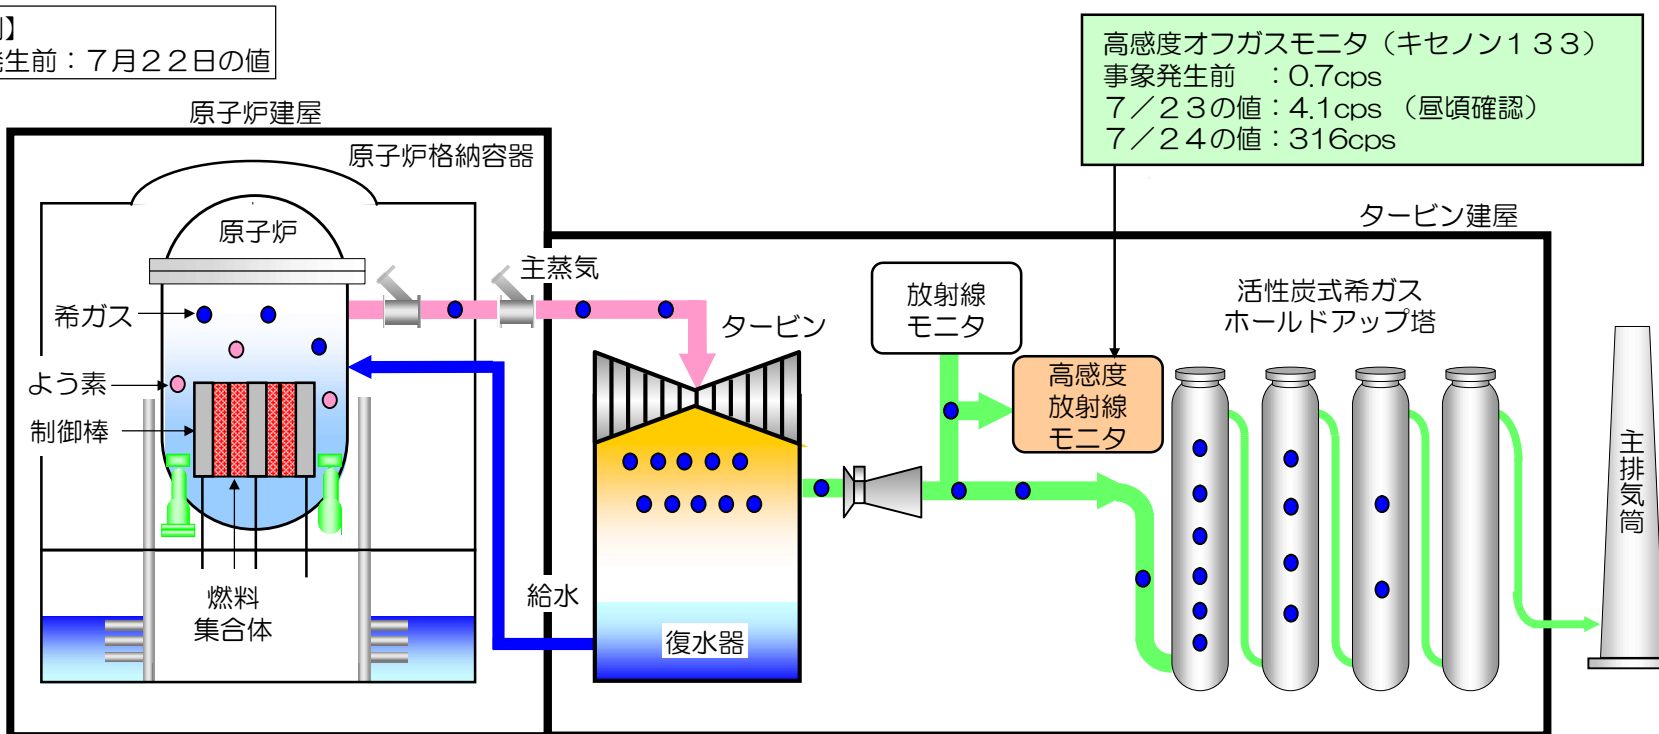 】
発生前：７月２２日の値
高感度オフガスモニタ（キセノン１３３）
事象発生前　：0.7cps
７／２３の値：4.1cps （昼頃確認）
７／２４の値：316cps
原子炉建屋
原子炉格納容器
タービン建屋
原子炉
主蒸気
希ガス
よう素
制御棒
燃料
集合体
給水
タービン
復水器
放射線
モニタ
高感度
放射線
モニタ
活性炭式希ガス
ホールドアップ塔
主排気筒